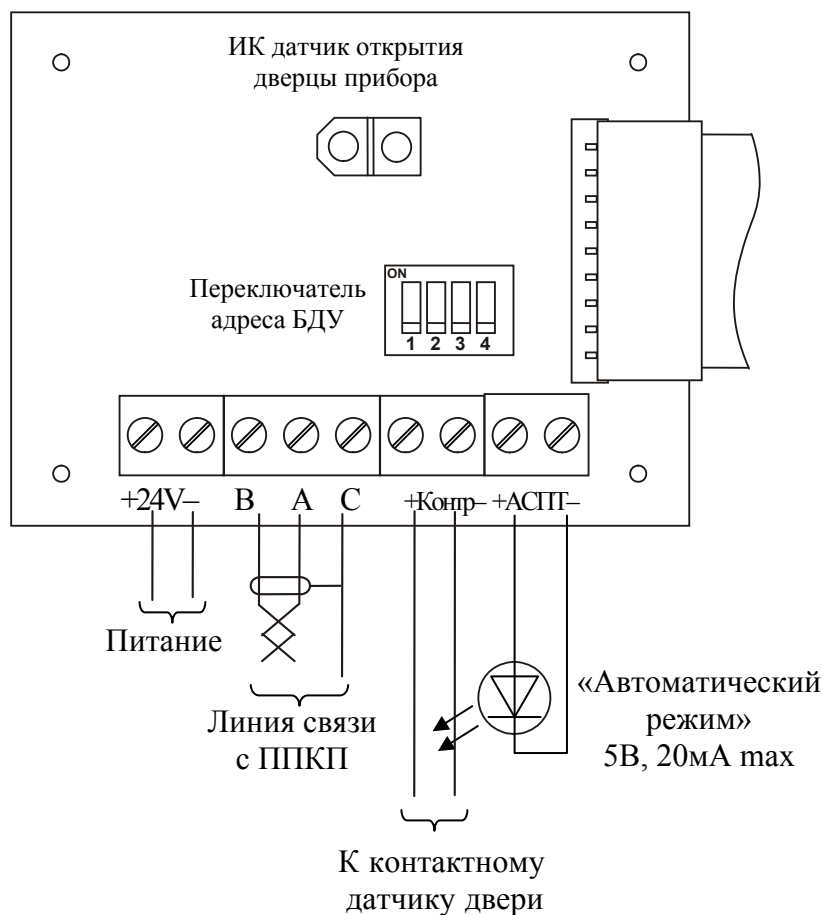 ИК датчик открытия
дверцы прибора
ON
Переключатель
адреса БДУ
1 2 3 4
+24V– B A C +Контр– +АСПТ–
Питание
Линия связи
с ППКП
«Автоматический
режим»
5В, 20мА max
К контактному
датчику двери